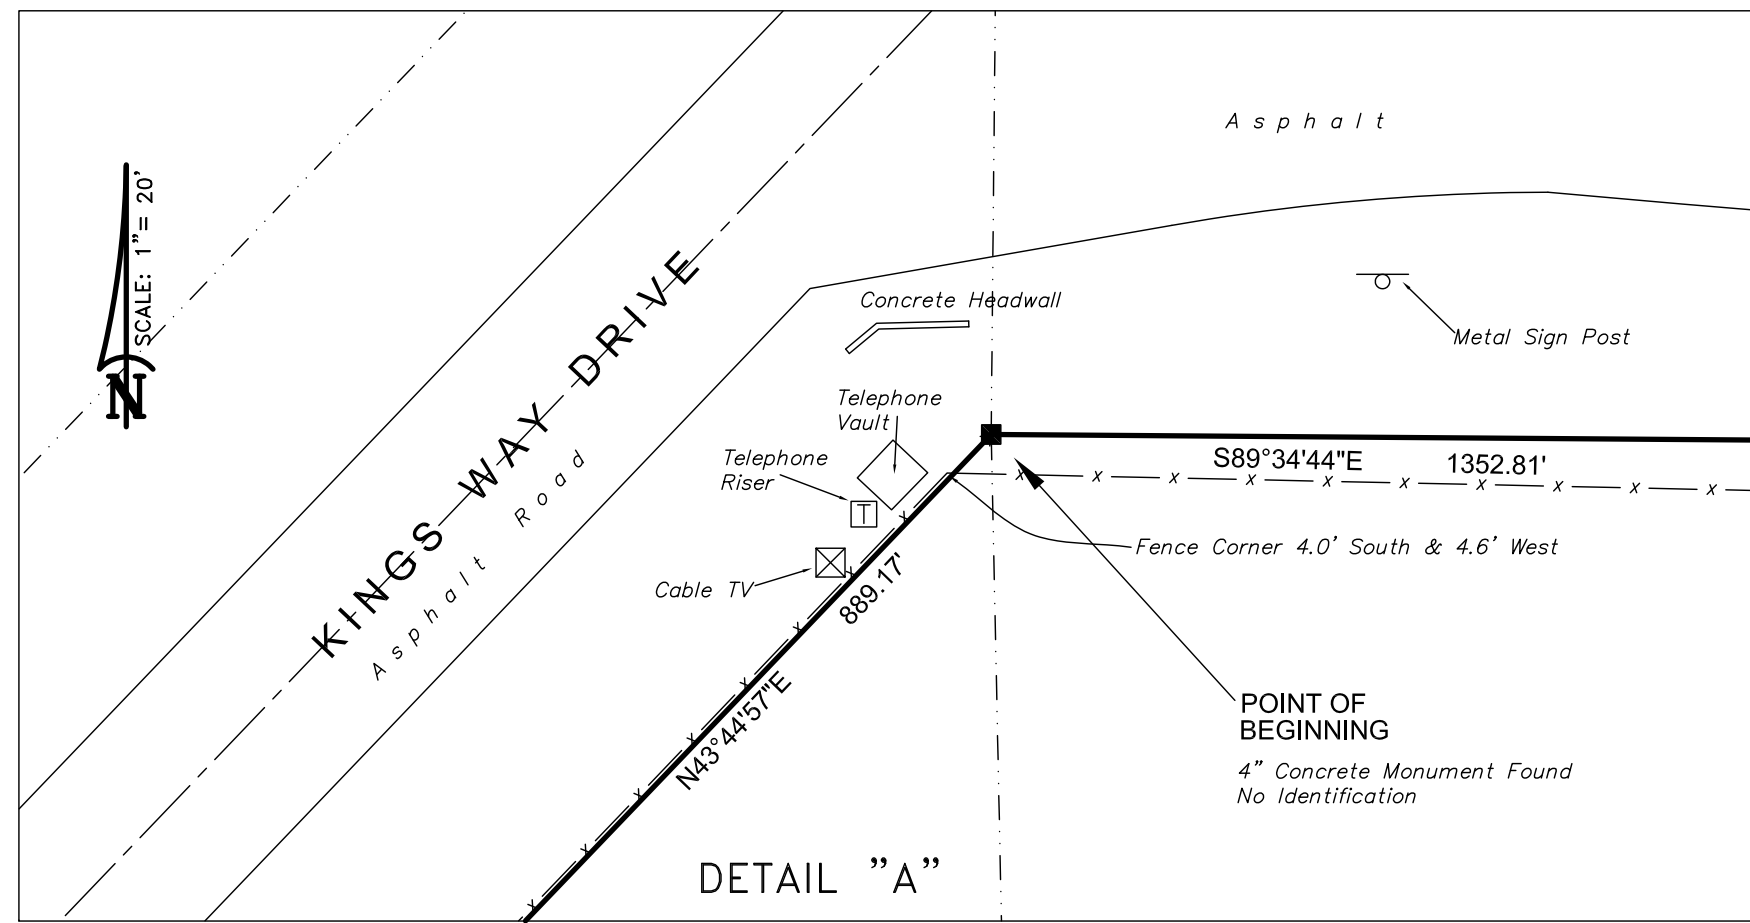 Asphalt
SCALE: 1"= 20'
N
KINGS WAY DRIVE
Asphalt Road
Concrete Headwall
Metal Sign Post
Telephone
Vault
Telephone
Riser
T
Cable TV
S89°34'44"E 1352.81'
x x x x x x x x x x
Fence Corner 4.0' South & 4.6' West
889.17'
N43°44'57"E
x x x x x x x x
POINT OF
BEGINNING
4" Concrete Monument Found
No Identification
DETAIL "A"